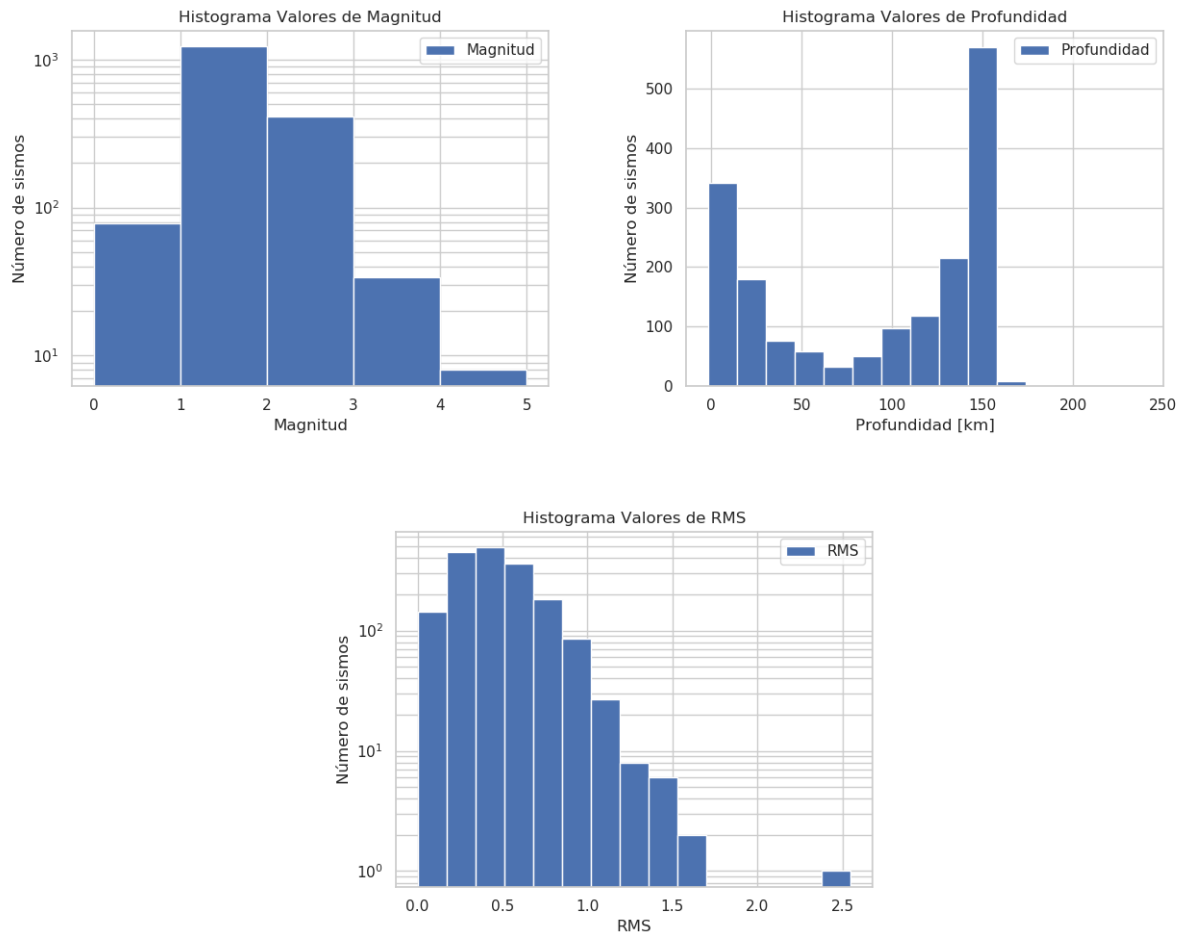 Histograma Valores de Magnitud
Magnitud
Número de sismos
10³
10²
10¹
0 1 2 3 4 5
Magnitud
Histograma Valores de Profundidad
Profundidad
Número de sismos
500
400
300
200
100
0
0 50 100 150 200 250
Profundidad [km]
Histograma Valores de RMS
RMS
Número de sismos
10²
10¹
10⁰
0.0 0.5 1.0 1.5 2.0 2.5
RMS